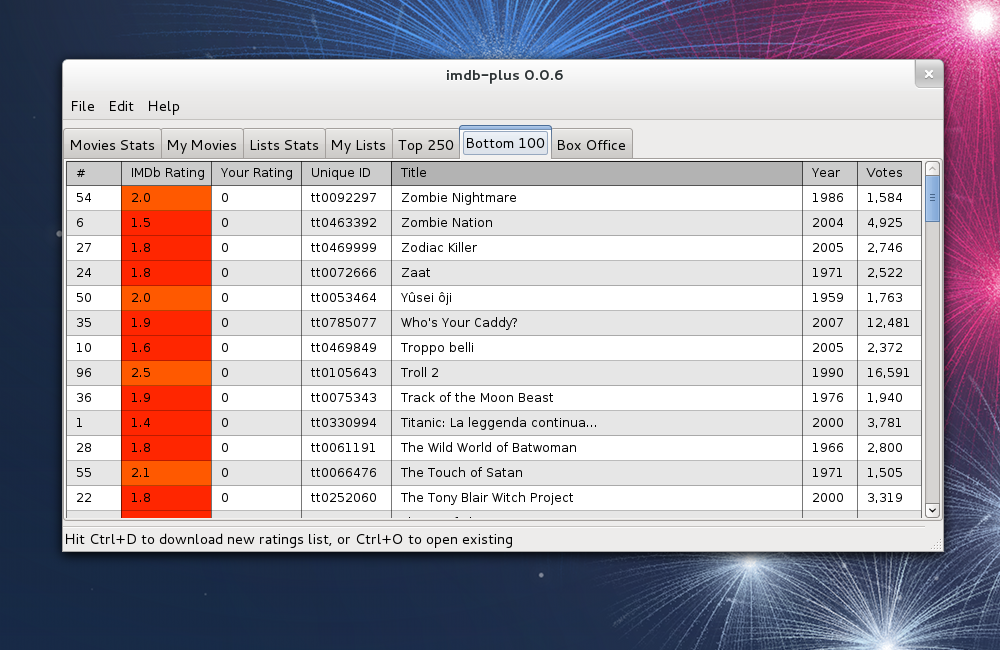 imdb-plus 0.0.6
File Edit Help
Movies Stats My Movies Lists Stats My Lists Top 250 Bottom 100 Box Office
# IMDb Rating Your Rating Unique ID Title Year Votes
54 2.0 0 tt0092297 Zombie Nightmare 1986 1,584
6 1.5 0 tt0463392 Zombie Nation 2004 4,925
27 1.8 0 tt0469999 Zodiac Killer 2005 2,746
24 1.8 0 tt0072666 Zaat 1971 2,522
50 2.0 0 tt0053464 Yûsei ôji 1959 1,763
35 1.9 0 tt0785077 Who's Your Caddy? 2007 12,481
10 1.6 0 tt0469849 Troppo belli 2005 2,372
96 2.5 0 tt0105643 Troll 2 1990 16,591
36 1.9 0 tt0075343 Track of the Moon Beast 1976 1,940
1 1.4 0 tt0330994 Titanic: La leggenda continua... 2000 3,781
28 1.8 0 tt0061191 The Wild World of Batwoman 1966 2,800
55 2.1 0 tt0066476 The Touch of Satan 1971 1,505
22 1.8 0 tt0252060 The Tony Blair Witch Project 2000 3,319
Hit Ctrl+D to download new ratings list, or Ctrl+O to open existing